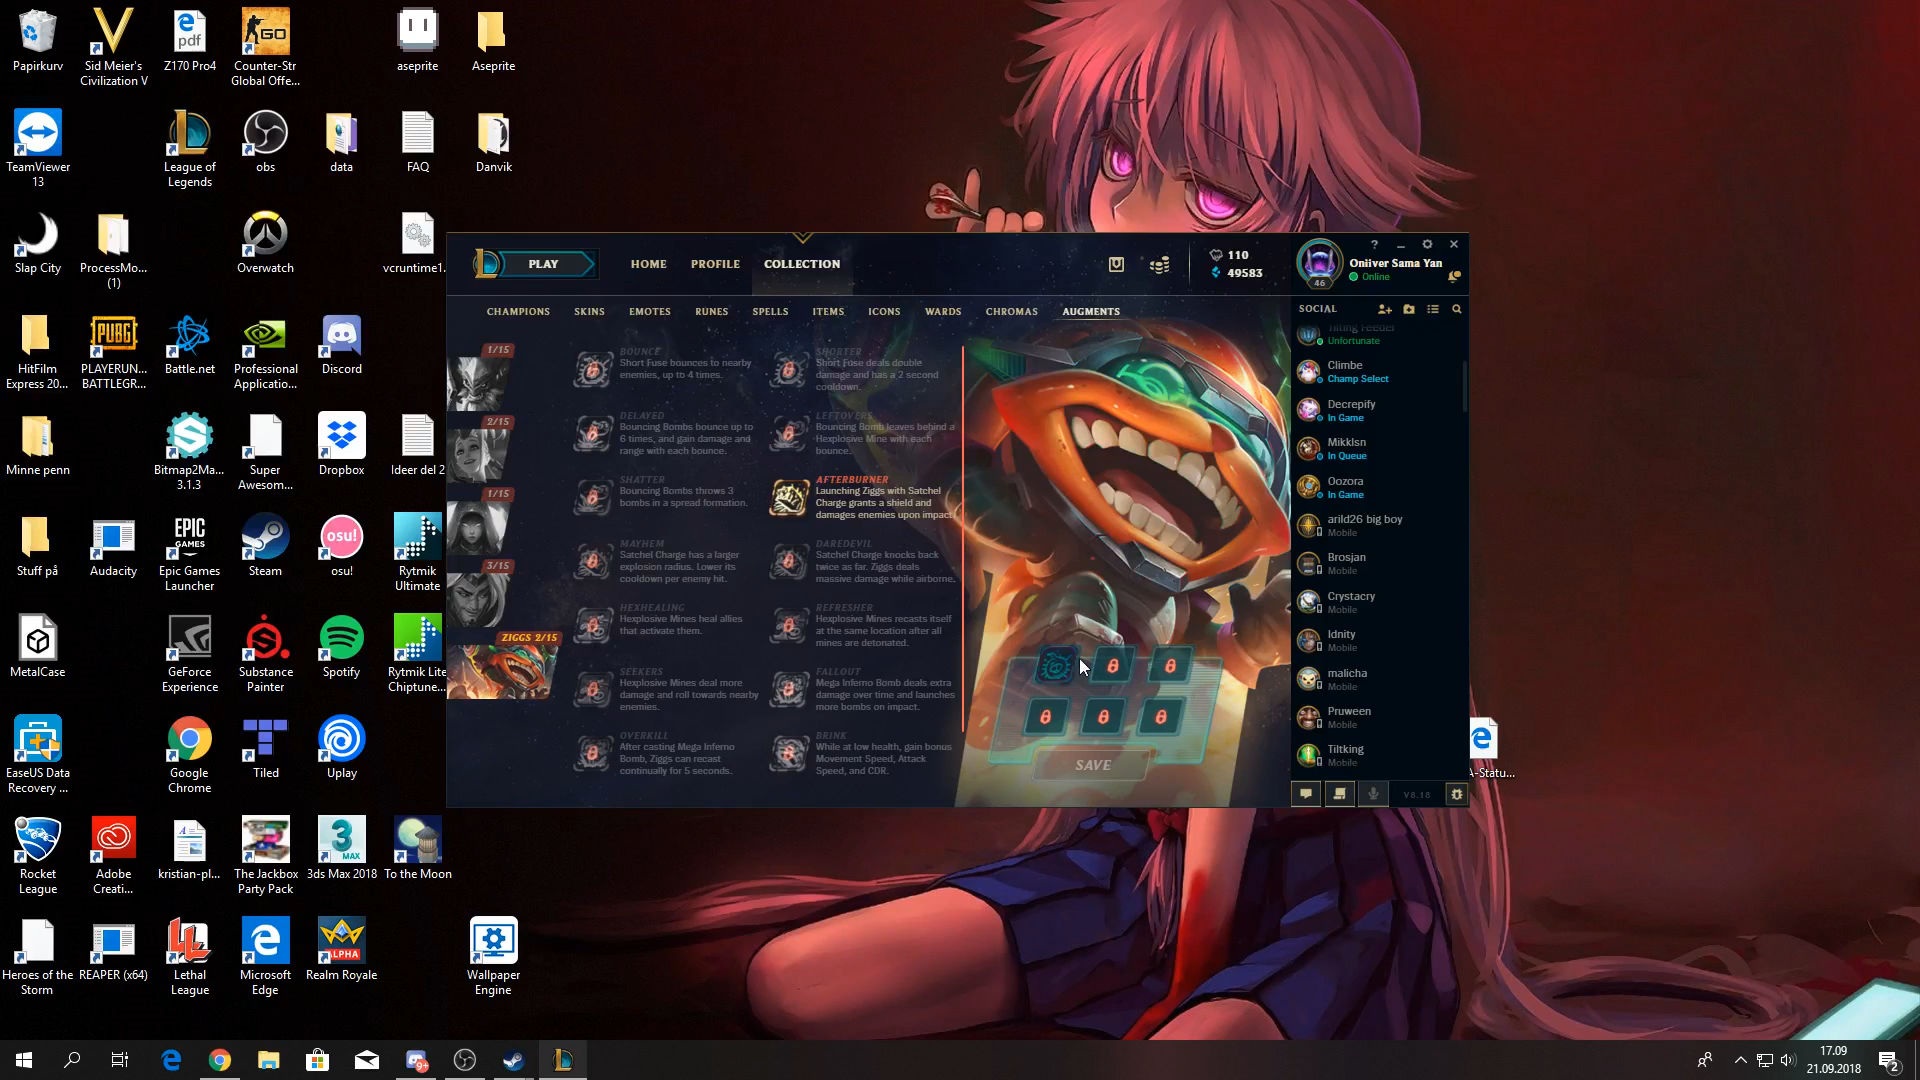 Papirkurv
Sid Meier's
Civilization V
Z170 Pro4
Counter-Str
Global Offe...
aseprite
Aseprite
TeamViewer
13
League of
Legends
obs
data
FAQ
Danvik
Slap City
ProcessMo...
(1)
Overwatch
vcruntime1.
HitFilm
Express 20...
PLAYERUN...
BATTLEGR...
Battle.net
Professional
Applicatio...
Discord
Minne penn
Bitmap2Ma...
3.1.3
Super
Awesom...
Dropbox
Ideer del 2
Stuff på
Audacity
Epic Games
Launcher
Steam
osu!
Rytmik
Ultimate
MetalCase
GeForce
Experience
Substance
Painter
Spotify
Rytmik Lite
Chiptune...
EaseUS Data
Recovery ...
Google
Chrome
Tiled
Uplay
Rocket
League
Adobe
Creati...
kristian-pl...
The Jackbox
Party Pack
3ds Max 2018
To the Moon
Heroes of the
Storm
REAPER (x64)
Lethal
League
Microsoft
Edge
Realm Royale
Wallpaper
Engine
A-Statu...
PLAY
HOME
PROFILE
COLLECTION
110
49583
46
Oniiver Sama Yan
Online
CHAMPIONS
SKINS
EMOTES
RUNES
SPELLS
ITEMS
ICONS
WARDS
CHROMAS
AUGMENTS
1/15
2/15
1/15
3/15
ZIGGS 2/15
BOUNCE
Short Fuse bounces to nearby
enemies, up to 4 times.
SHORTER
Short Fuse deals double
damage and has a 2 second
cooldown.
DELAYED
Bouncing Bombs bounce up to
6 times, and gain damage and
range with each bounce.
LEFTOVERS
Bouncing Bomb leaves behind a
Hexplosive Mine with each
bounce.
SHATTER
Bouncing Bombs throws 3
bombs in a spread formation.
AFTERBURNER
Launching Ziggs with Satchel
Charge grants a shield and
damages enemies upon impact.
MAYHEM
Satchel Charge has a larger
explosion radius. Lower its
cooldown per enemy hit.
DAREDEVIL
Satchel Charge knocks back
twice as far. Ziggs deals
massive damage while airborne.
HEXHEALING
Hexplosive Mines heal allies
that activate them.
REFRESHER
Hexplosive Mines recasts itself
at the same location after all
mines are detonated.
SEEKERS
Hexplosive Mines deal more
damage and roll towards nearby
enemies.
FALLOUT
Mega Inferno Bomb deals extra
damage over time and launches
more bombs on impact.
OVERKILL
After casting Mega Inferno
Bomb, Ziggs can recast
continually for 5 seconds.
BRINK
While at low health, gain bonus
Movement Speed, Attack
Speed, and CDR.
SAVE
SOCIAL
Tilting Feeder
Unfortunate
Climbe
Champ Select
Decrepify
In Game
Mikklsn
In Queue
Oozora
In Game
arild26 big boy
Mobile
Brosjan
Mobile
Crystacry
Mobile
Idnity
Mobile
malicha
Mobile
Pruween
Mobile
Tiltking
Mobile
V8.18
17.09
21.09.2018
2